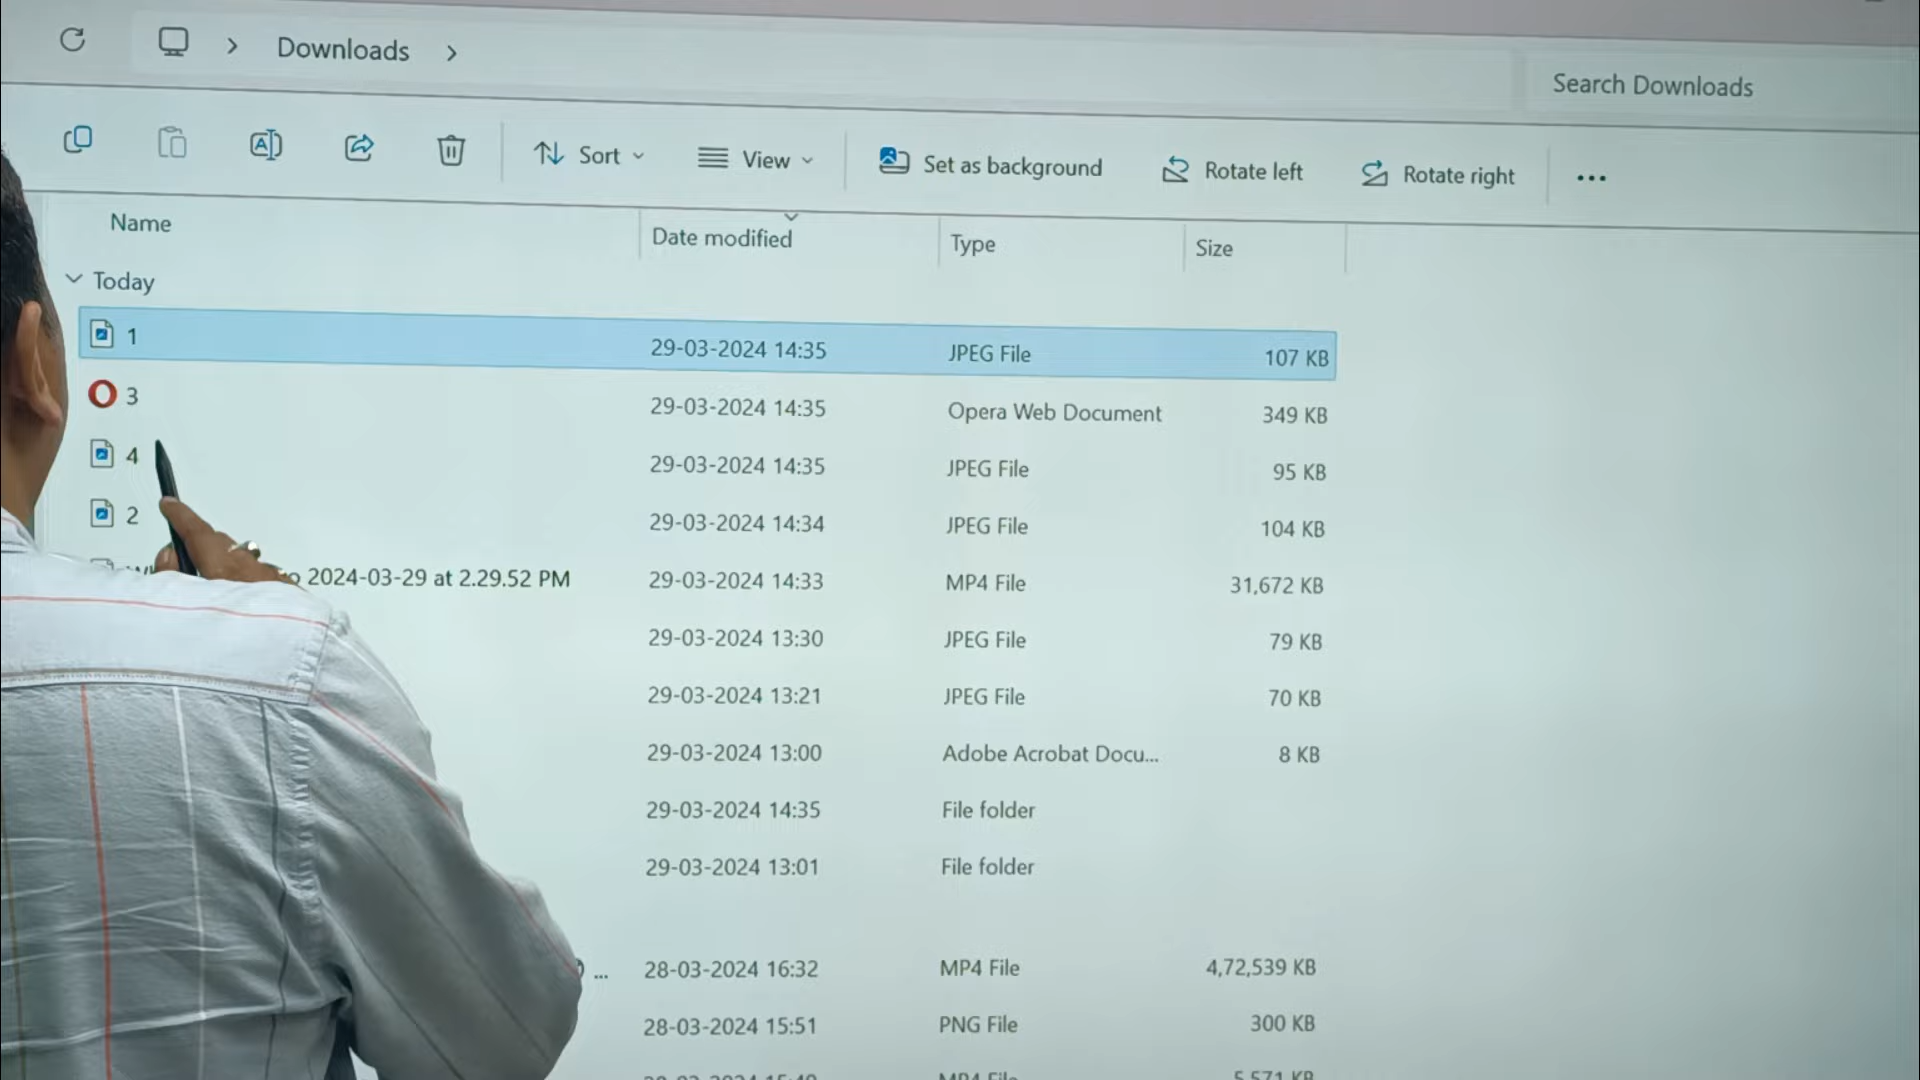 Downloads
Search Downloads
Sort
View
Set as background
Rotate left
Rotate right
...
Name Date modified Type Size
Today
1 29-03-2024 14:35 JPEG File 107 KB
3 29-03-2024 14:35 Opera Web Document 349 KB
4 29-03-2024 14:35 JPEG File 95 KB
2 29-03-2024 14:34 JPEG File 104 KB
2024-03-29 at 2.29.52 PM 29-03-2024 14:33 MP4 File 31,672 KB
29-03-2024 13:30 JPEG File 79 KB
29-03-2024 13:21 JPEG File 70 KB
29-03-2024 13:00 Adobe Acrobat Docu... 8 KB
29-03-2024 14:35 File folder
29-03-2024 13:01 File folder
... 28-03-2024 16:32 MP4 File 4,72,539 KB
28-03-2024 15:51 PNG File 300 KB
MP4 File 5,571 KB